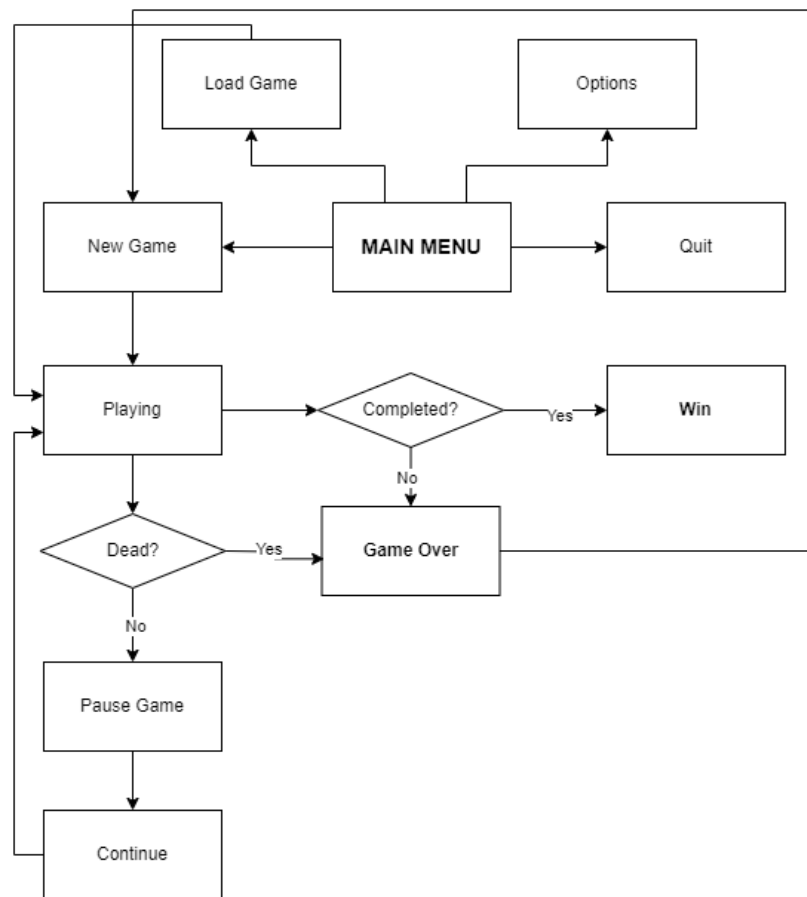 Load Game
Options
New Game
MAIN MENU
Quit
Playing
Completed?
Yes
Win
No
Dead?
Yes
Game Over
No
Pause Game
Continue